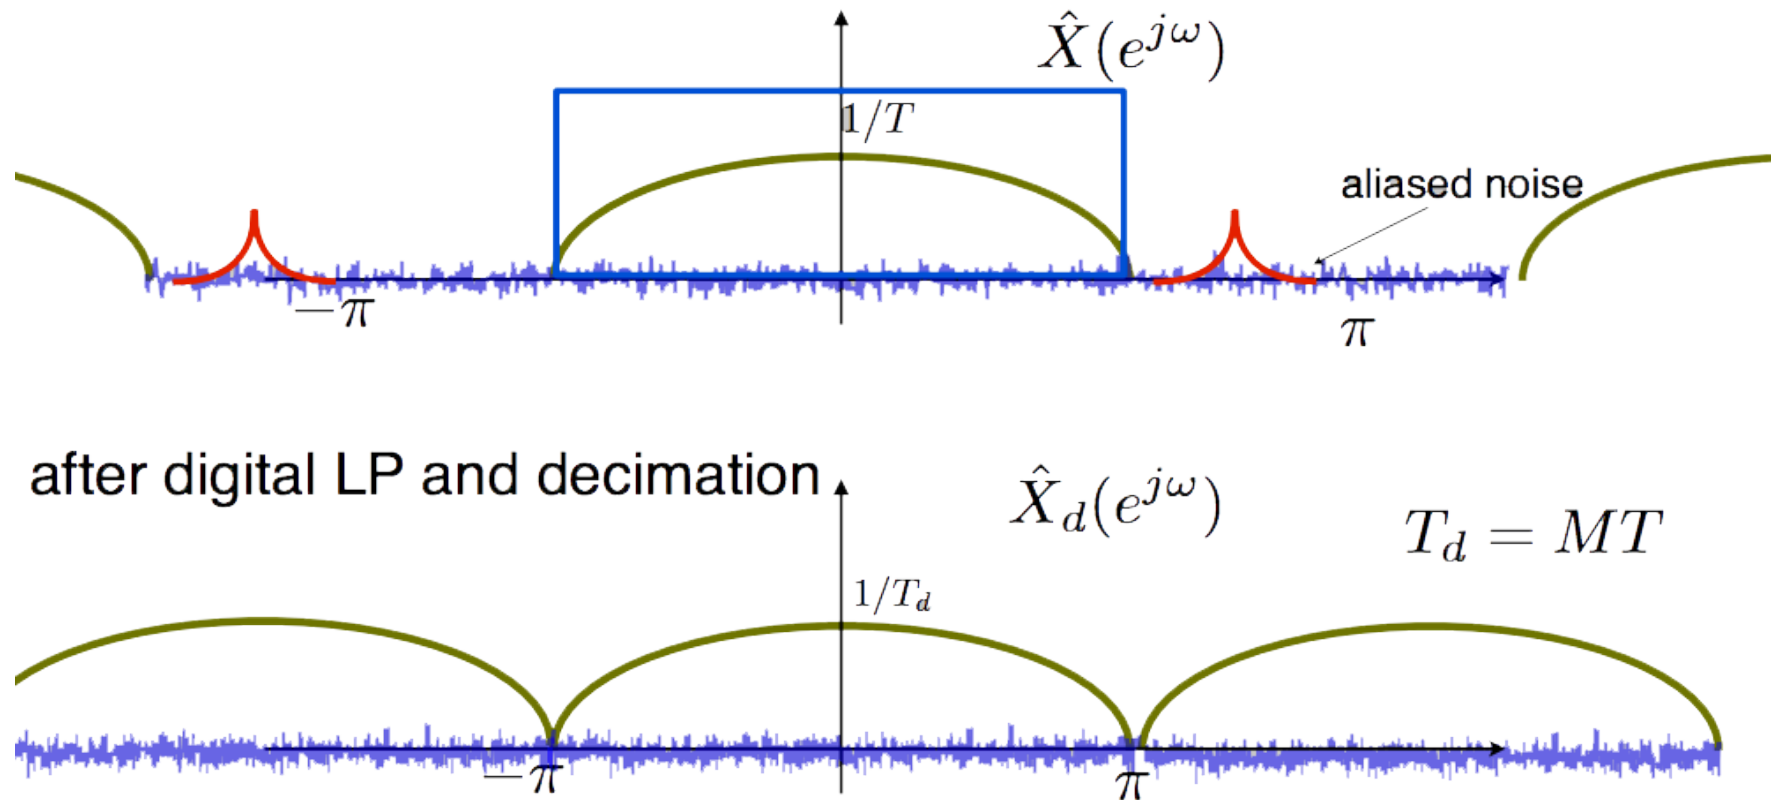 X̂(e^{jω})
1/T
aliased noise
−π
π
after digital LP and decimation
X̂_d(e^{jω})
T_d = MT
1/T_d
−π
π